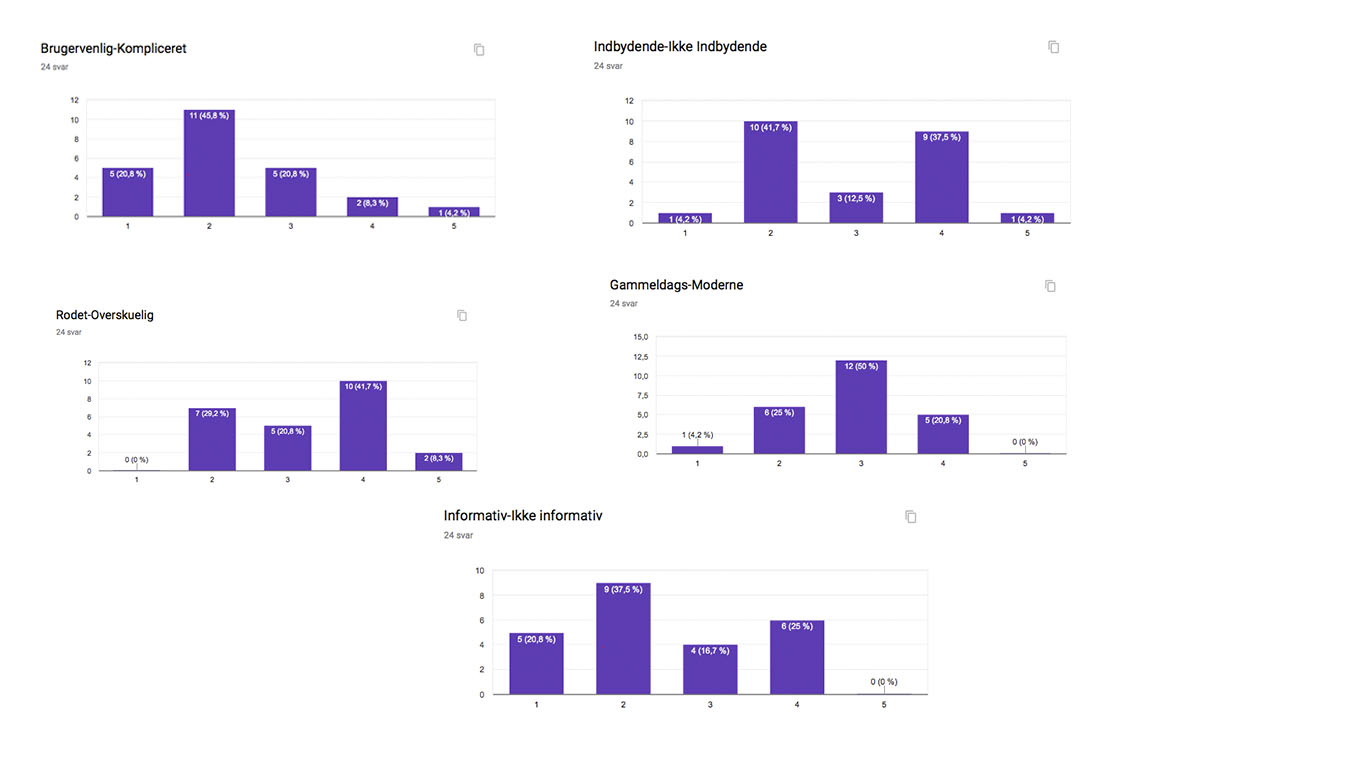 Brugervenlig-Kompliceret
24 svar
12
10
8
6
4
2
0
5 (20,8 %)
11 (45,8 %)
5 (20,8 %)
2 (8,3 %)
1 (4,2 %)
1 2 3 4 5
Indbydende-Ikke Indbydende
24 svar
12
10
8
6
4
2
0
1 (4,2 %)
10 (41,7 %)
3 (12,5 %)
9 (37,5 %)
1 (4,2 %)
1 2 3 4 5
Rodet-Overskuelig
24 svar
12
10
8
6
4
2
0
0 (0 %)
7 (29,2 %)
5 (20,8 %)
10 (41,7 %)
2 (8,3 %)
1 2 3 4 5
Gammeldags-Moderne
24 svar
15,0
12,5
10,0
7,5
5,0
2,5
0,0
1 (4,2 %)
6 (25 %)
12 (50 %)
5 (20,8 %)
0 (0 %)
1 2 3 4 5
Informativ-Ikke informativ
24 svar
10
8
6
4
2
0
5 (20,8 %)
9 (37,5 %)
4 (16,7 %)
6 (25 %)
0 (0 %)
1 2 3 4 5